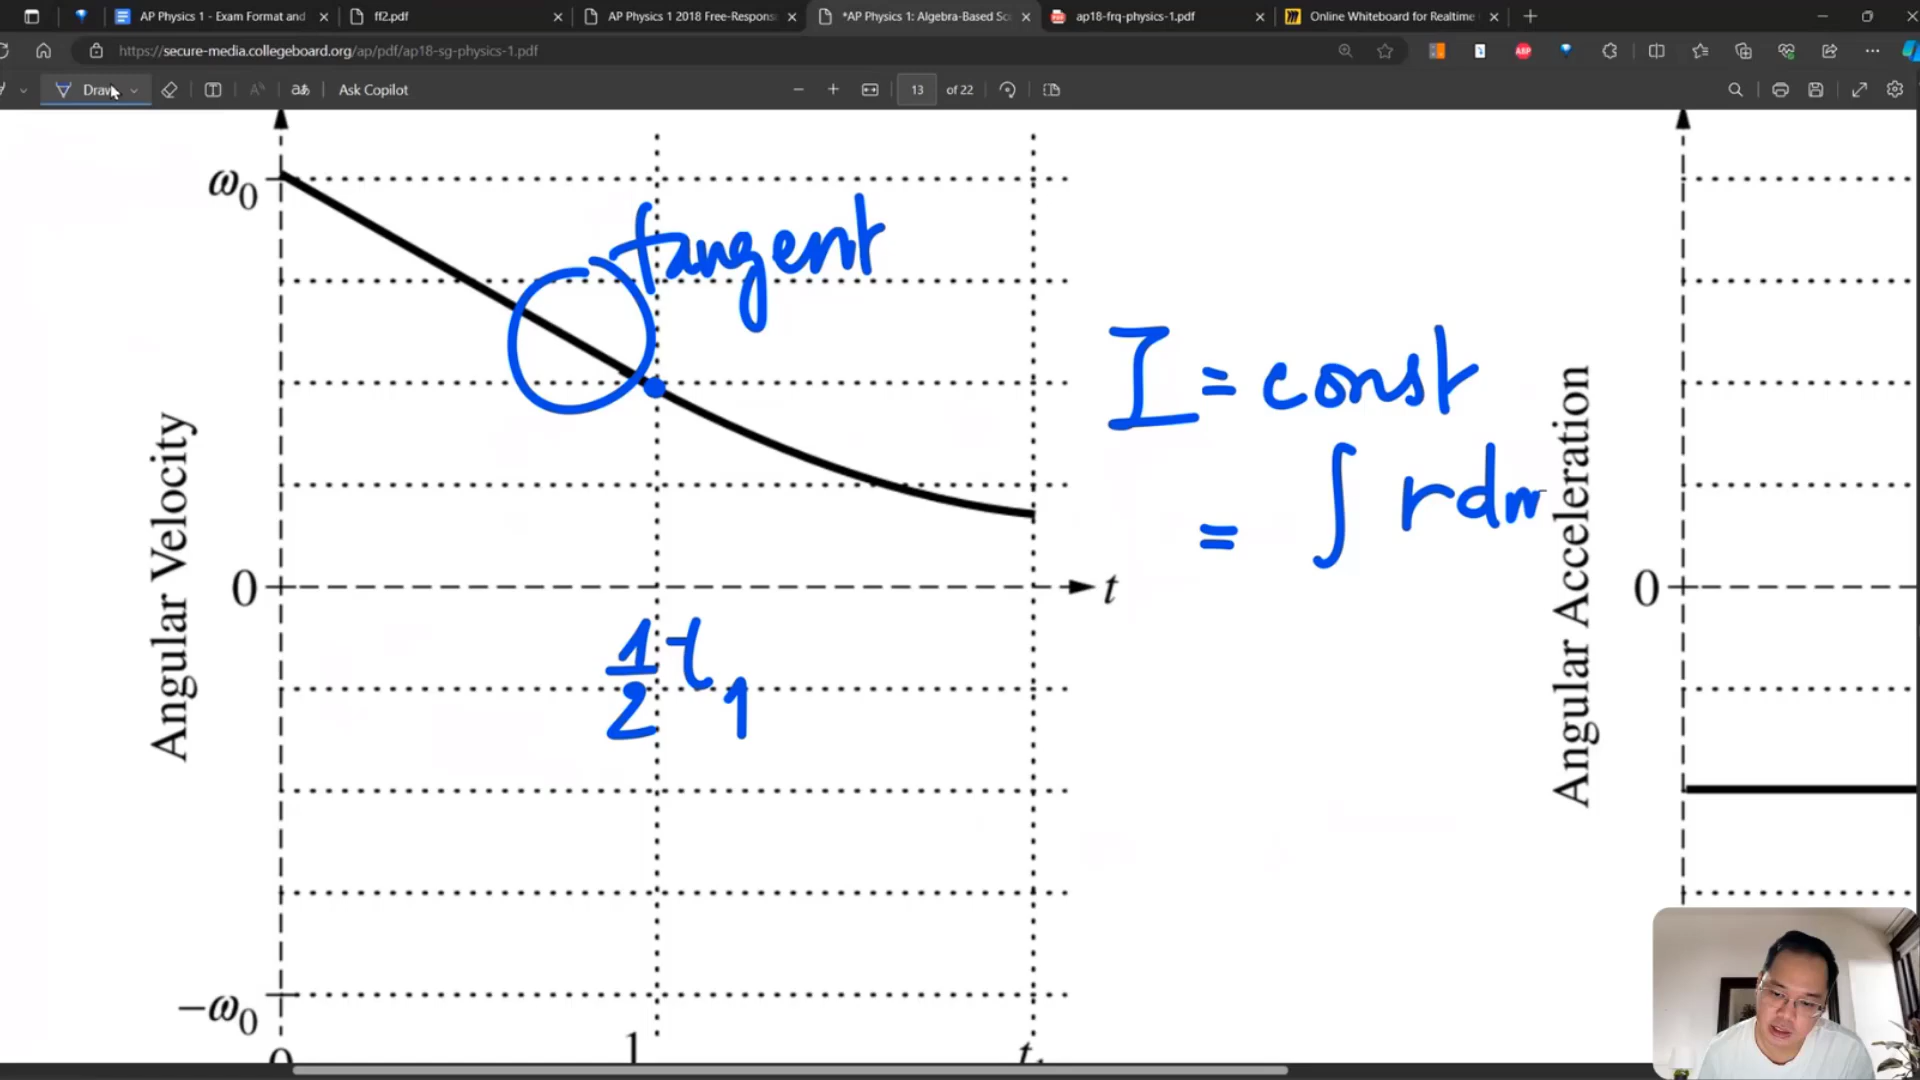 AP Physics 1 - Exam Format and
ff2.pdf
AP Physics 1 2018 Free-Respons
*AP Physics 1: Algebra-Based Sc
ap18-frq-physics-1.pdf
Online Whiteboard for Realtime
https://secure-media.collegeboard.org/ap/pdf/ap18-sg-physics-1.pdf
ABP
Draw
aあ
Ask Copilot
13 of 22
ω0
tangent
I = const
= ∫ r dm
Angular Velocity
Angular Acceleration
0
t
0
1/2 t1
−ω0
0
1
t